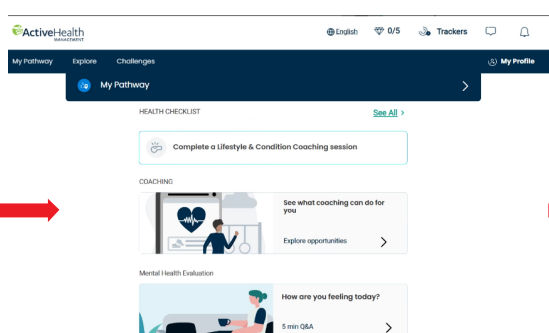 ActiveHealth
MANAGEMENT
English 0/5 Trackers
My Pathway Explore Challenges My Profile
My Pathway
HEALTH CHECKLIST See All >
Complete a Lifestyle & Condition Coaching session
COACHING
See what coaching can do for
you
Explore opportunities
Mental Health Evaluation
How are you feeling today?
5 min Q&A